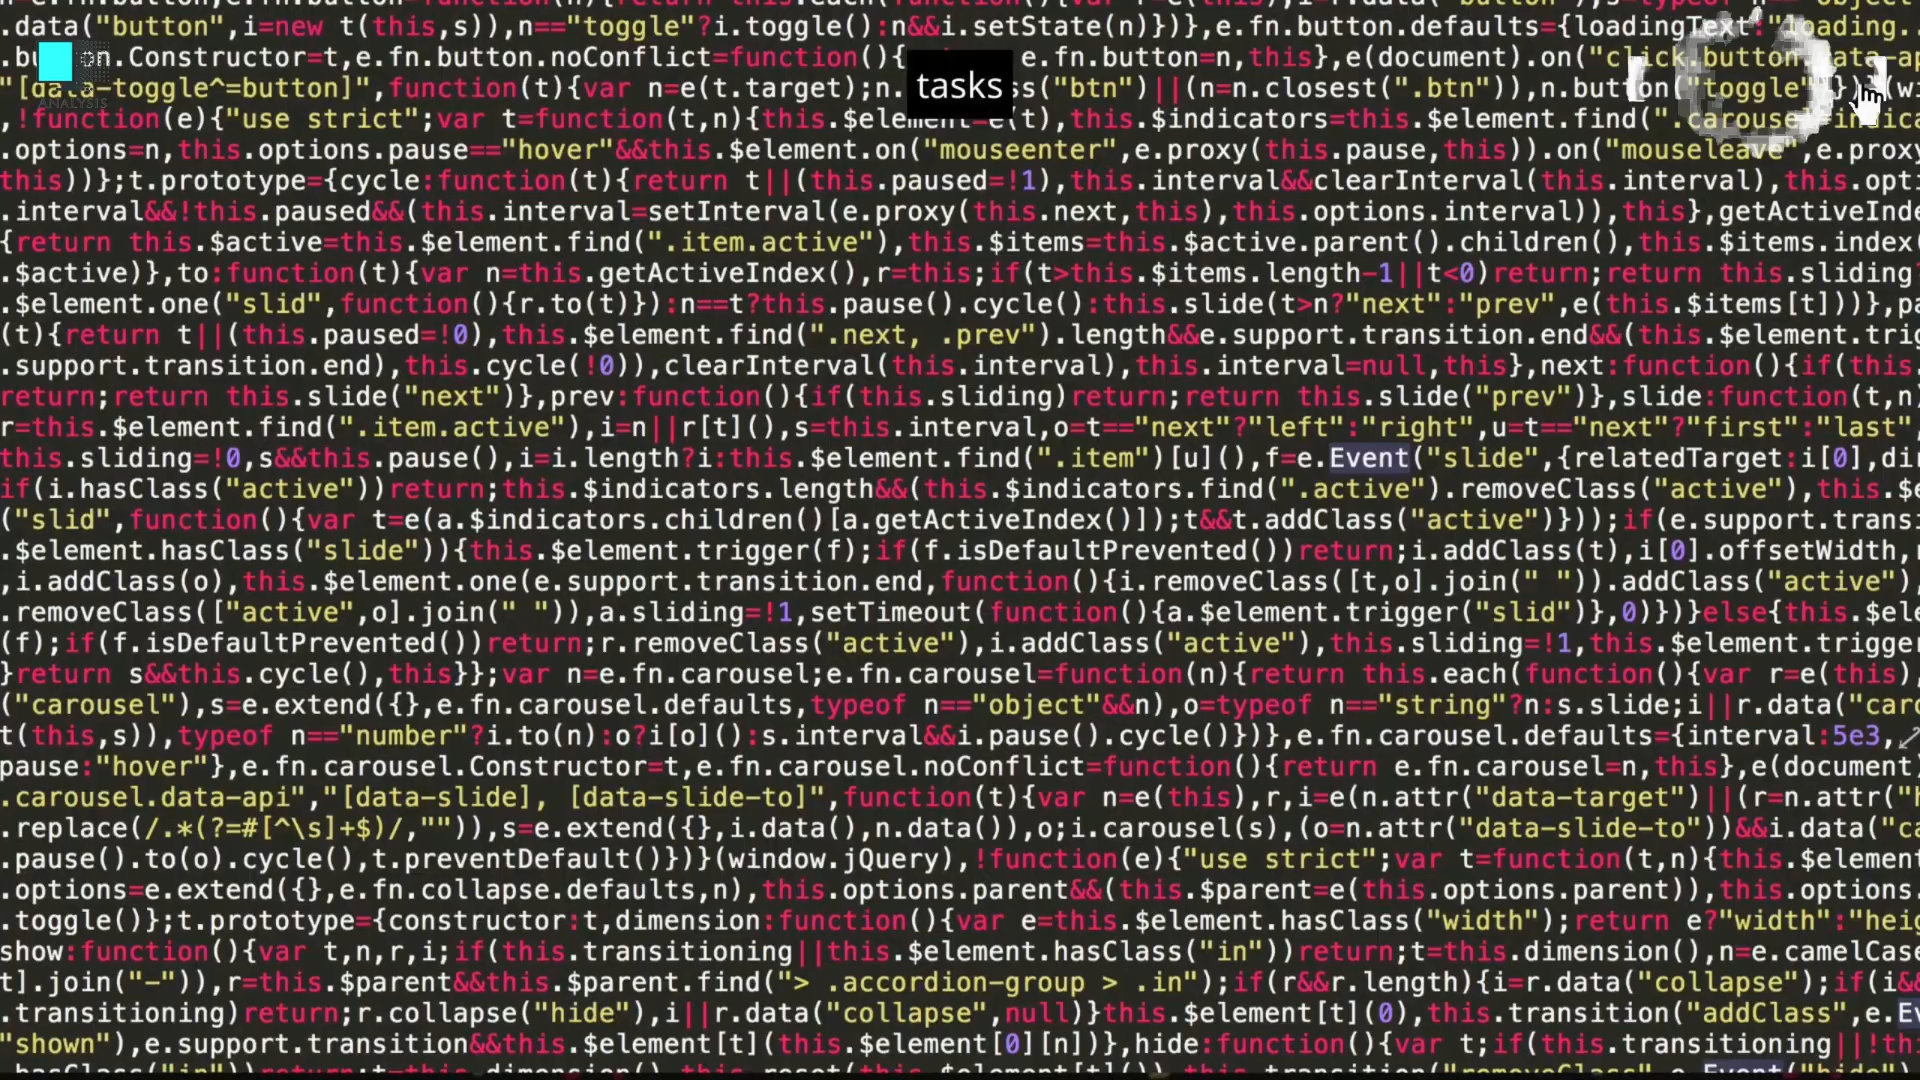 .data("button",i=new t(this,s)),n=="toggle"?i.toggle():n&&i.setState(n)})},e.fn.button.defaults={loadingText:"loading..
on.Constructor=t,e.fn.button.noConflict=function(){ e.fn.button=n,this},e(document).on("click.button.data-ap
tasks
-toggle^=button]",function(t){var n=e(t.target);n. ss("btn")||(n=n.closest(".btn")),n.button("toggle")})}(wi
ANALYSIS
,!function(e){"use strict";var t=function(t,n){this.$element=e(t),this.$indicators=this.$element.find(".carousel-indica
.options=n,this.options.pause=="hover"&&this.$element.on("mouseenter",e.proxy(this.pause,this)).on("mouseleave",e.proxy
this))};t.prototype={cycle:function(t){return t||(this.paused=!1),this.interval&&clearInterval(this.interval),this.opti
.interval&&!this.paused&&(this.interval=setInterval(e.proxy(this.next,this),this.options.interval)),this},getActiveInde
{return this.$active=this.$element.find(".item.active"),this.$items=this.$active.parent().children(),this.$items.index(
.$active)},to:function(t){var n=this.getActiveIndex(),r=this;if(t>this.$items.length-1||t<0)return;return this.sliding?
.$element.one("slid",function(){r.to(t)}):n==t?this.pause().cycle():this.slide(t>n?"next":"prev",e(this.$items[t]))},pa
(t){return t||(this.paused=!0),this.$element.find(".next, .prev").length&&e.support.transition.end&&(this.$element.trig
.support.transition.end),this.cycle(!0)),clearInterval(this.interval),this.interval=null,this},next:function(){if(this.
return;return this.slide("next")},prev:function(){if(this.sliding)return;return this.slide("prev")},slide:function(t,n)
r=this.$element.find(".item.active"),i=n||r[t](),s=this.interval,o=t=="next"?"left":"right",u=t=="next"?"first":"last",
this.sliding=!0,s&&this.pause(),i=i.length?i:this.$element.find(".item")[u](),f=e.Event("slide",{relatedTarget:i[0],dir
if(i.hasClass("active"))return;this.$indicators.length&&(this.$indicators.find(".active").removeClass("active"),this.$e
("slid",function(){var t=e(a.$indicators.children()[a.getActiveIndex()]);t&&t.addClass("active")}));if(e.support.transi
.$element.hasClass("slide")){this.$element.trigger(f);if(f.isDefaultPrevented())return;i.addClass(t),i[0].offsetWidth,r
,i.addClass(o),this.$element.one(e.support.transition.end,function(){i.removeClass([t,o].join(" ")).addClass("active")
.removeClass(["active",o].join(" ")),a.sliding=!1,setTimeout(function(){a.$element.trigger("slid")},0)})}else{this.$ele
(f);if(f.isDefaultPrevented())return;r.removeClass("active"),i.addClass("active"),this.sliding=!1,this.$element.trigger
}return s&&this.cycle(),this}};var n=e.fn.carousel;e.fn.carousel=function(n){return this.each(function(){var r=e(this),
("carousel"),s=e.extend({},e.fn.carousel.defaults,typeof n=="object"&&n),o=typeof n=="string"?n:s.slide;i||r.data("caro
t(this,s)),typeof n=="number"?i.to(n):o?i[o]():s.interval&&i.pause().cycle()})},e.fn.carousel.defaults={interval:5e3,
pause:"hover"},e.fn.carousel.Constructor=t,e.fn.carousel.noConflict=function(){return e.fn.carousel=n,this},e(document)
.carousel.data-api","[data-slide], [data-slide-to]",function(t){var n=e(this),r,i=e(n.attr("data-target")||(r=n.attr("h
.replace(/.*(?=#[^\s]+$)/,"")),s=e.extend({},i.data(),n.data()),o;i.carousel(s),(o=n.attr("data-slide-to"))&&i.data("ca
.pause().to(o).cycle(),t.preventDefault()})}(window.jQuery),!function(e){"use strict";var t=function(t,n){this.$element
.options=e.extend({},e.fn.collapse.defaults,n),this.options.parent&&(this.$parent=e(this.options.parent)),this.options.
.toggle()};t.prototype={constructor:t,dimension:function(){var e=this.$element.hasClass("width");return e?"width":"heig
show:function(){var t,n,r,i;if(this.transitioning||this.$element.hasClass("in"))return;t=this.dimension(),n=e.camelCase
t].join("-")),r=this.$parent&&this.$parent.find("> .accordion-group > .in");if(r&&r.length){i=r.data("collapse");if(i&&
.transitioning)return;r.collapse("hide"),i||r.data("collapse",null)}this.$element[t](0),this.transition("addClass",e.Ev
"shown"),e.support.transition&&this.$element[t](this.$element[0][n])},hide:function(){var t;if(this.transitioning||!thi